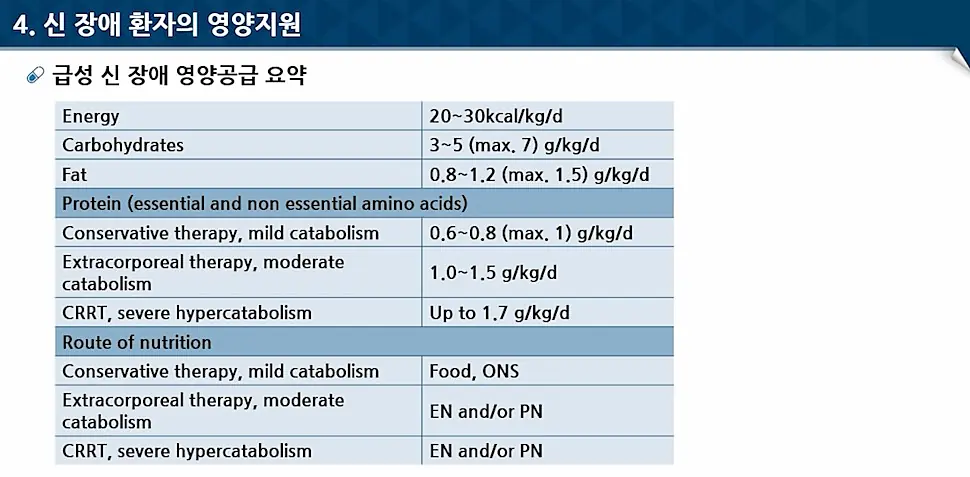 4. 신 장애 환자의 영양지원
급성 신 장애 영양공급 요약
Energy 20~30kcal/kg/d
Carbohydrates 3~5 (max. 7) g/kg/d
Fat 0.8~1.2 (max. 1.5) g/kg/d
Protein (essential and non essential amino acids)
Conservative therapy, mild catabolism 0.6~0.8 (max. 1) g/kg/d
Extracorporeal therapy, moderate
catabolism 1.0~1.5 g/kg/d
CRRT, severe hypercatabolism Up to 1.7 g/kg/d
Route of nutrition
Conservative therapy, mild catabolism Food, ONS
Extracorporeal therapy, moderate
catabolism EN and/or PN
CRRT, severe hypercatabolism EN and/or PN